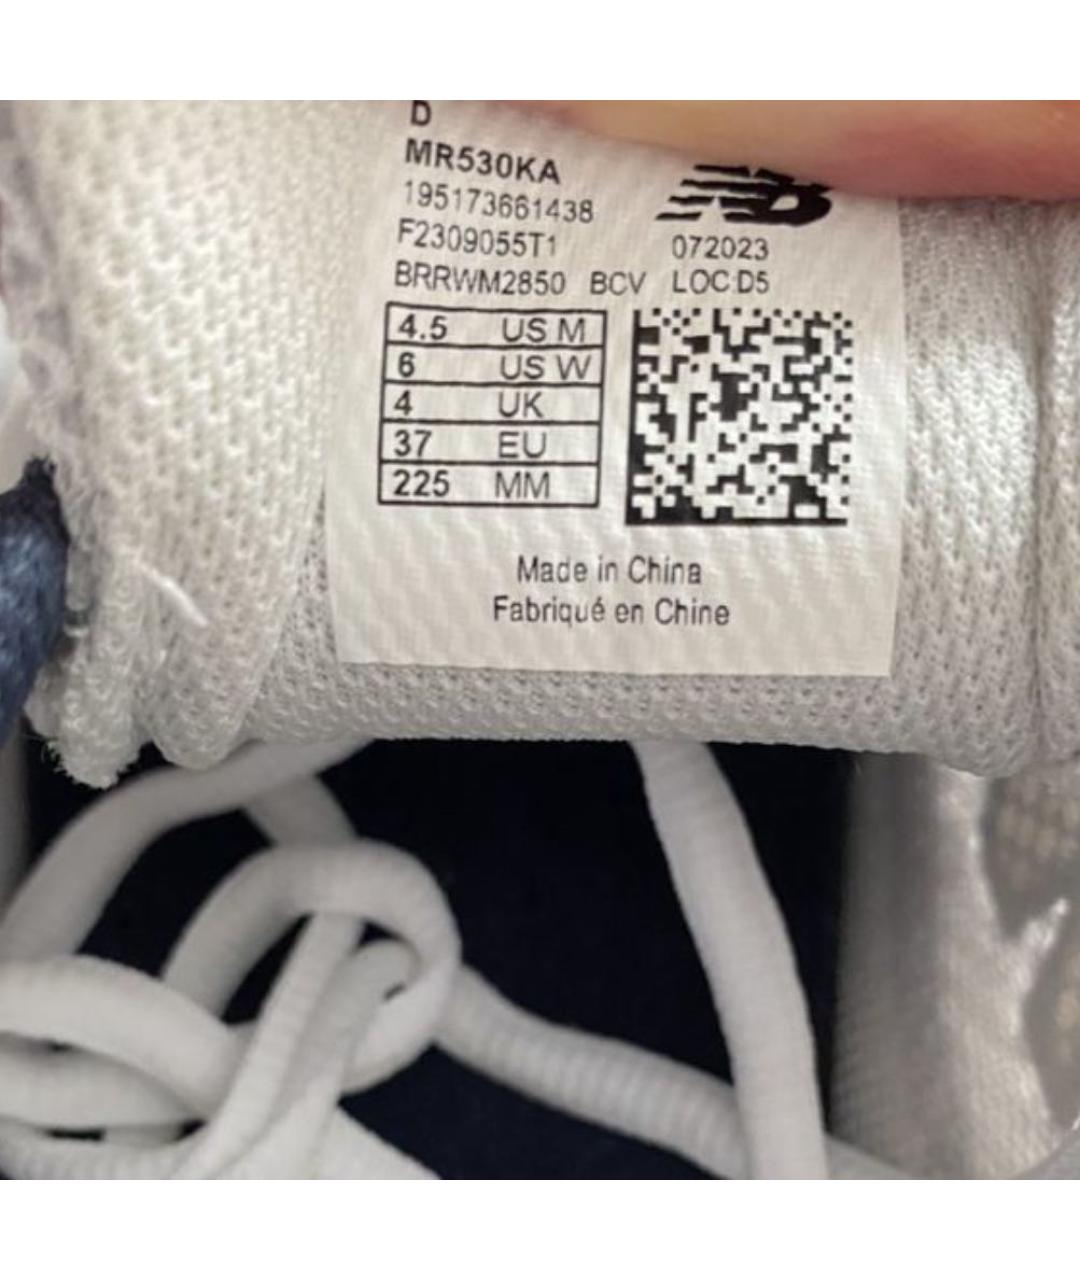 D
MR530KA
195173661438
F2309055T1 072023
BRRWM2850 BCV LOC:D5
4.5 US M
6 US W
4 UK
37 EU
225 MM
Made in China
Fabriqué en Chine